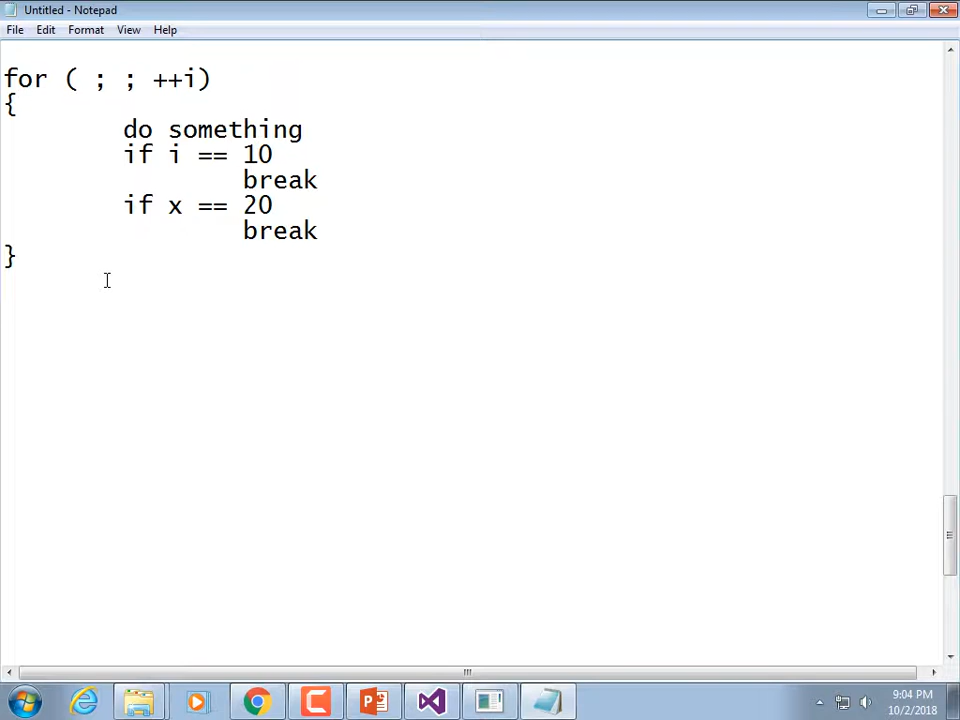 Untitled - Notepad
File Edit Format View Help
for ( ; ; ++i)
{
do something
if i == 10
break
if x == 20
break
}
9:04 PM
10/2/2018